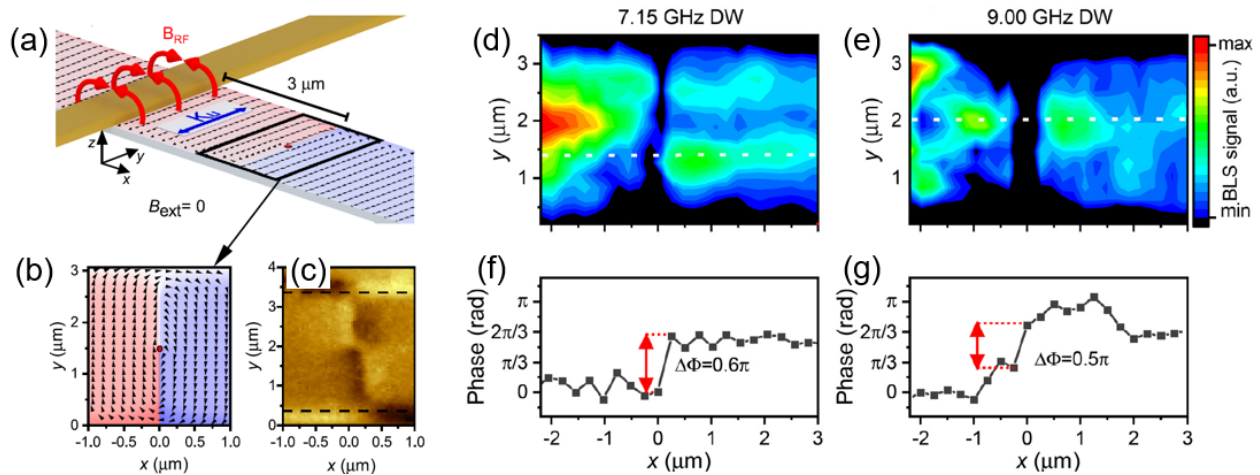 (a)
B_RF
3 μm
K_u
z
y
x
B_ext= 0
(b)
(c)
y (μm)
3
2
1
0
-1.0 -0.5 0.0 0.5 1.0
x (μm)
y (μm)
4
3
2
1
0
-1.0 -0.5 0.0 0.5 1.0
x (μm)
7.15 GHz DW
(d)
y (μm)
3
2
1
9.00 GHz DW
(e)
y (μm)
3
2
1
max
BLS signal (a.u.)
min
(f)
Phase (rad)
π
2π/3
π/3
0
ΔΦ=0.6π
-2 -1 0 1 2 3
x (μm)
(g)
Phase (rad)
π
2π/3
π/3
0
ΔΦ=0.5π
-2 -1 0 1 2 3
x (μm)